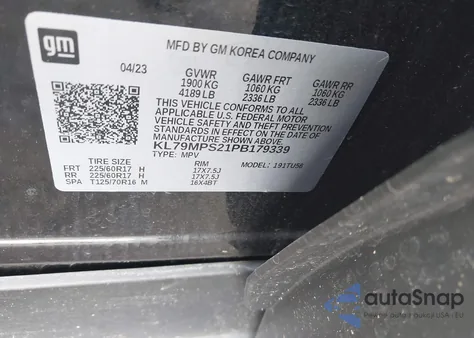 gm
MFD BY GM KOREA COMPANY
04/23 GVWR GAWR FRT GAWR RR
1900 KG 1060 KG 1060 KG
4189 LB 2336 LB 2336 LB
THIS VEHICLE CONFORMS TO ALL
APPLICABLE U.S. FEDERAL MOTOR
VEHICLE SAFETY AND THEFT PREVENTION
STANDARDS IN EFFECT ON THE DATE OF
MANUFACTURE SHOWN ABOVE.
KL79MPS21PB179339
TYPE: MPV MODEL: 191TU58
TIRE SIZE RIM
FRT 225/60R17 H 17X7.5J
RR 225/60R17 H 17X7.5J
SPA T125/70R16 M 16X4BT
autoSnap